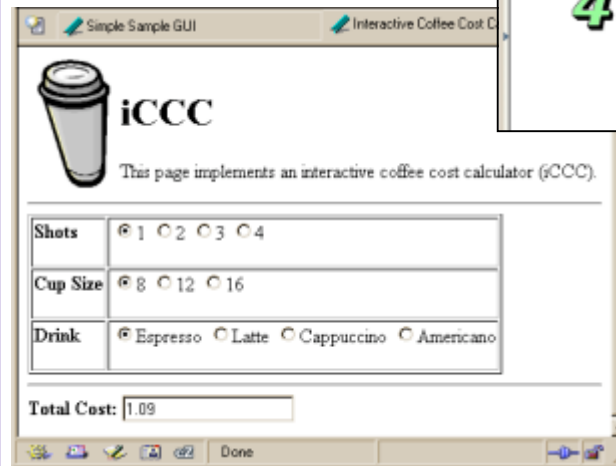 Simple Sample GUI Interactive Coffee Cost C
4
iCCC
This page implements an interactive coffee cost calculator (iCCC).
Shots 1 2 3 4
Cup Size 8 12 16
Drink Espresso Latte Cappuccino Americano
Total Cost: 1.09
Done